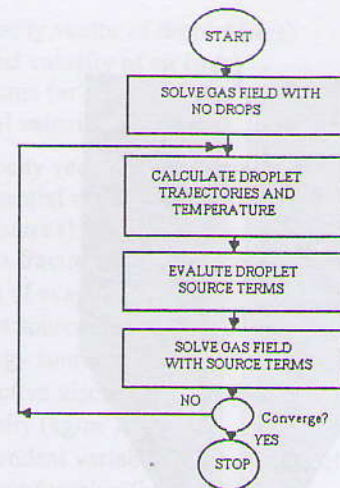 START
SOLVE GAS FIELD WITH
NO DROPS
CALCULATE DROPLET
TRAJECTORIES AND
TEMPERATURE
EVALUTE DROPLET
SOURCE TERMS
SOLVE GAS FIELD
WITH SOURCE TERMS
NO
Converge?
YES
STOP